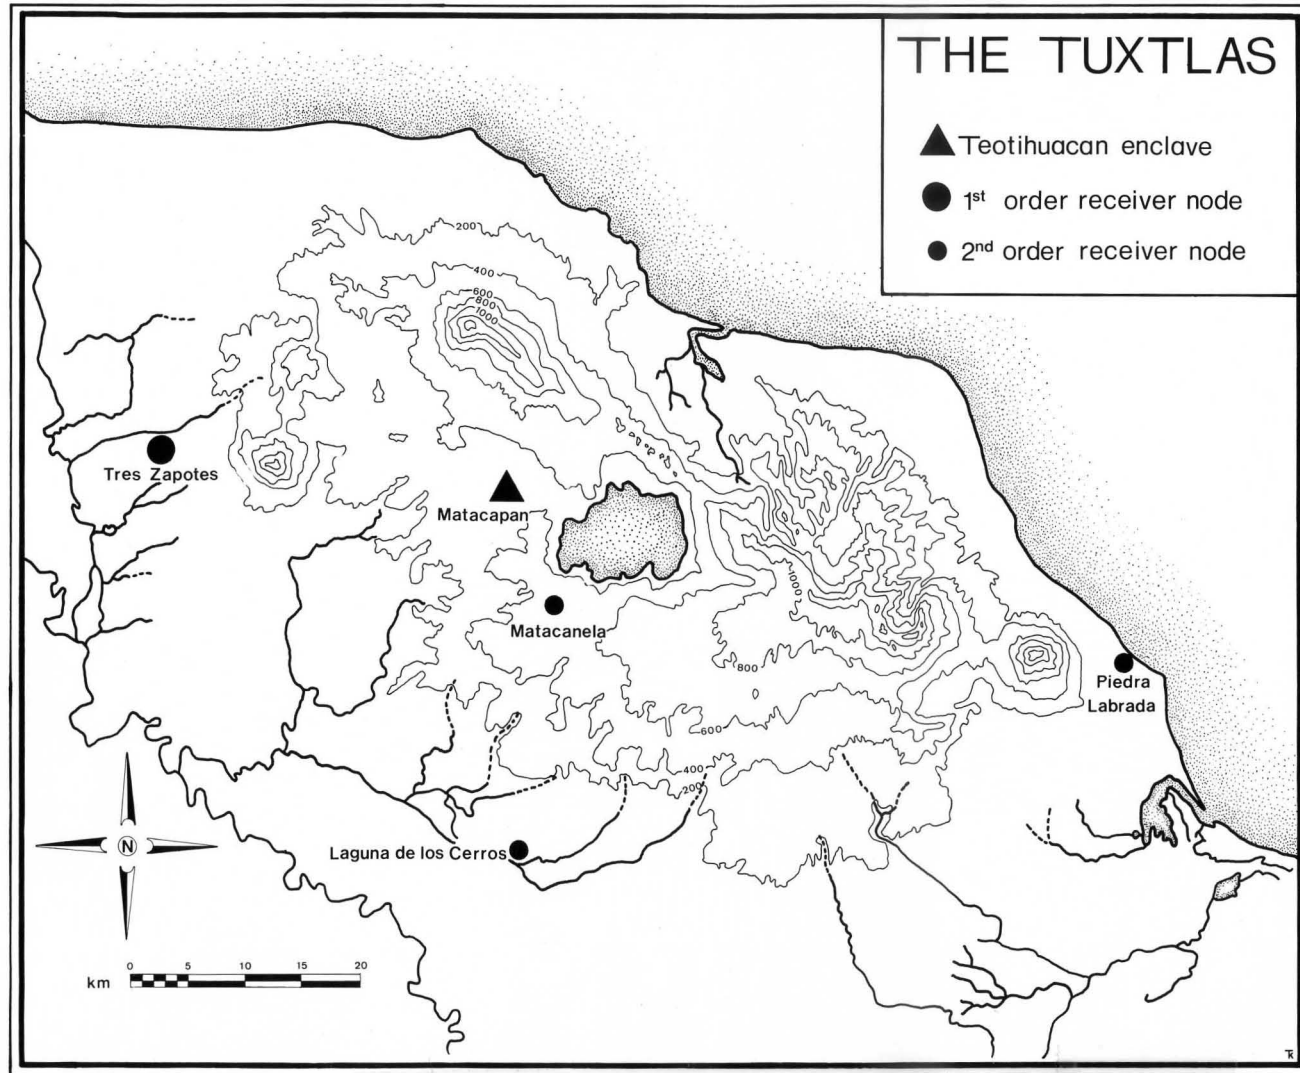 THE TUXTLAS
Teotihuacan enclave
1st order receiver node
2nd order receiver node
200
400
600
800
1000
Tres Zapotes
Matacapan
1000
Matacanela
800
Piedra
Labrada
600
400
200
N
Laguna de los Cerros
0 5 10 15 20
km